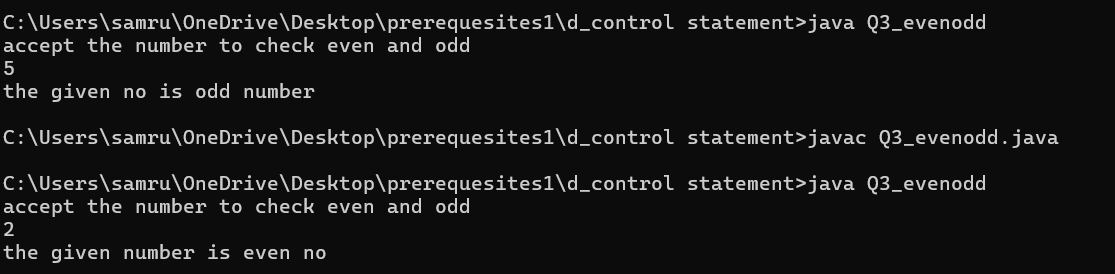 C:\Users\samru\OneDrive\Desktop\prerequesites1\d_control statement>java Q3_evenodd
accept the number to check even and odd
5
the given no is odd number
C:\Users\samru\OneDrive\Desktop\prerequesites1\d_control statement>javac Q3_evenodd.java
C:\Users\samru\OneDrive\Desktop\prerequesites1\d_control statement>java Q3_evenodd
accept the number to check even and odd
2
the given number is even no